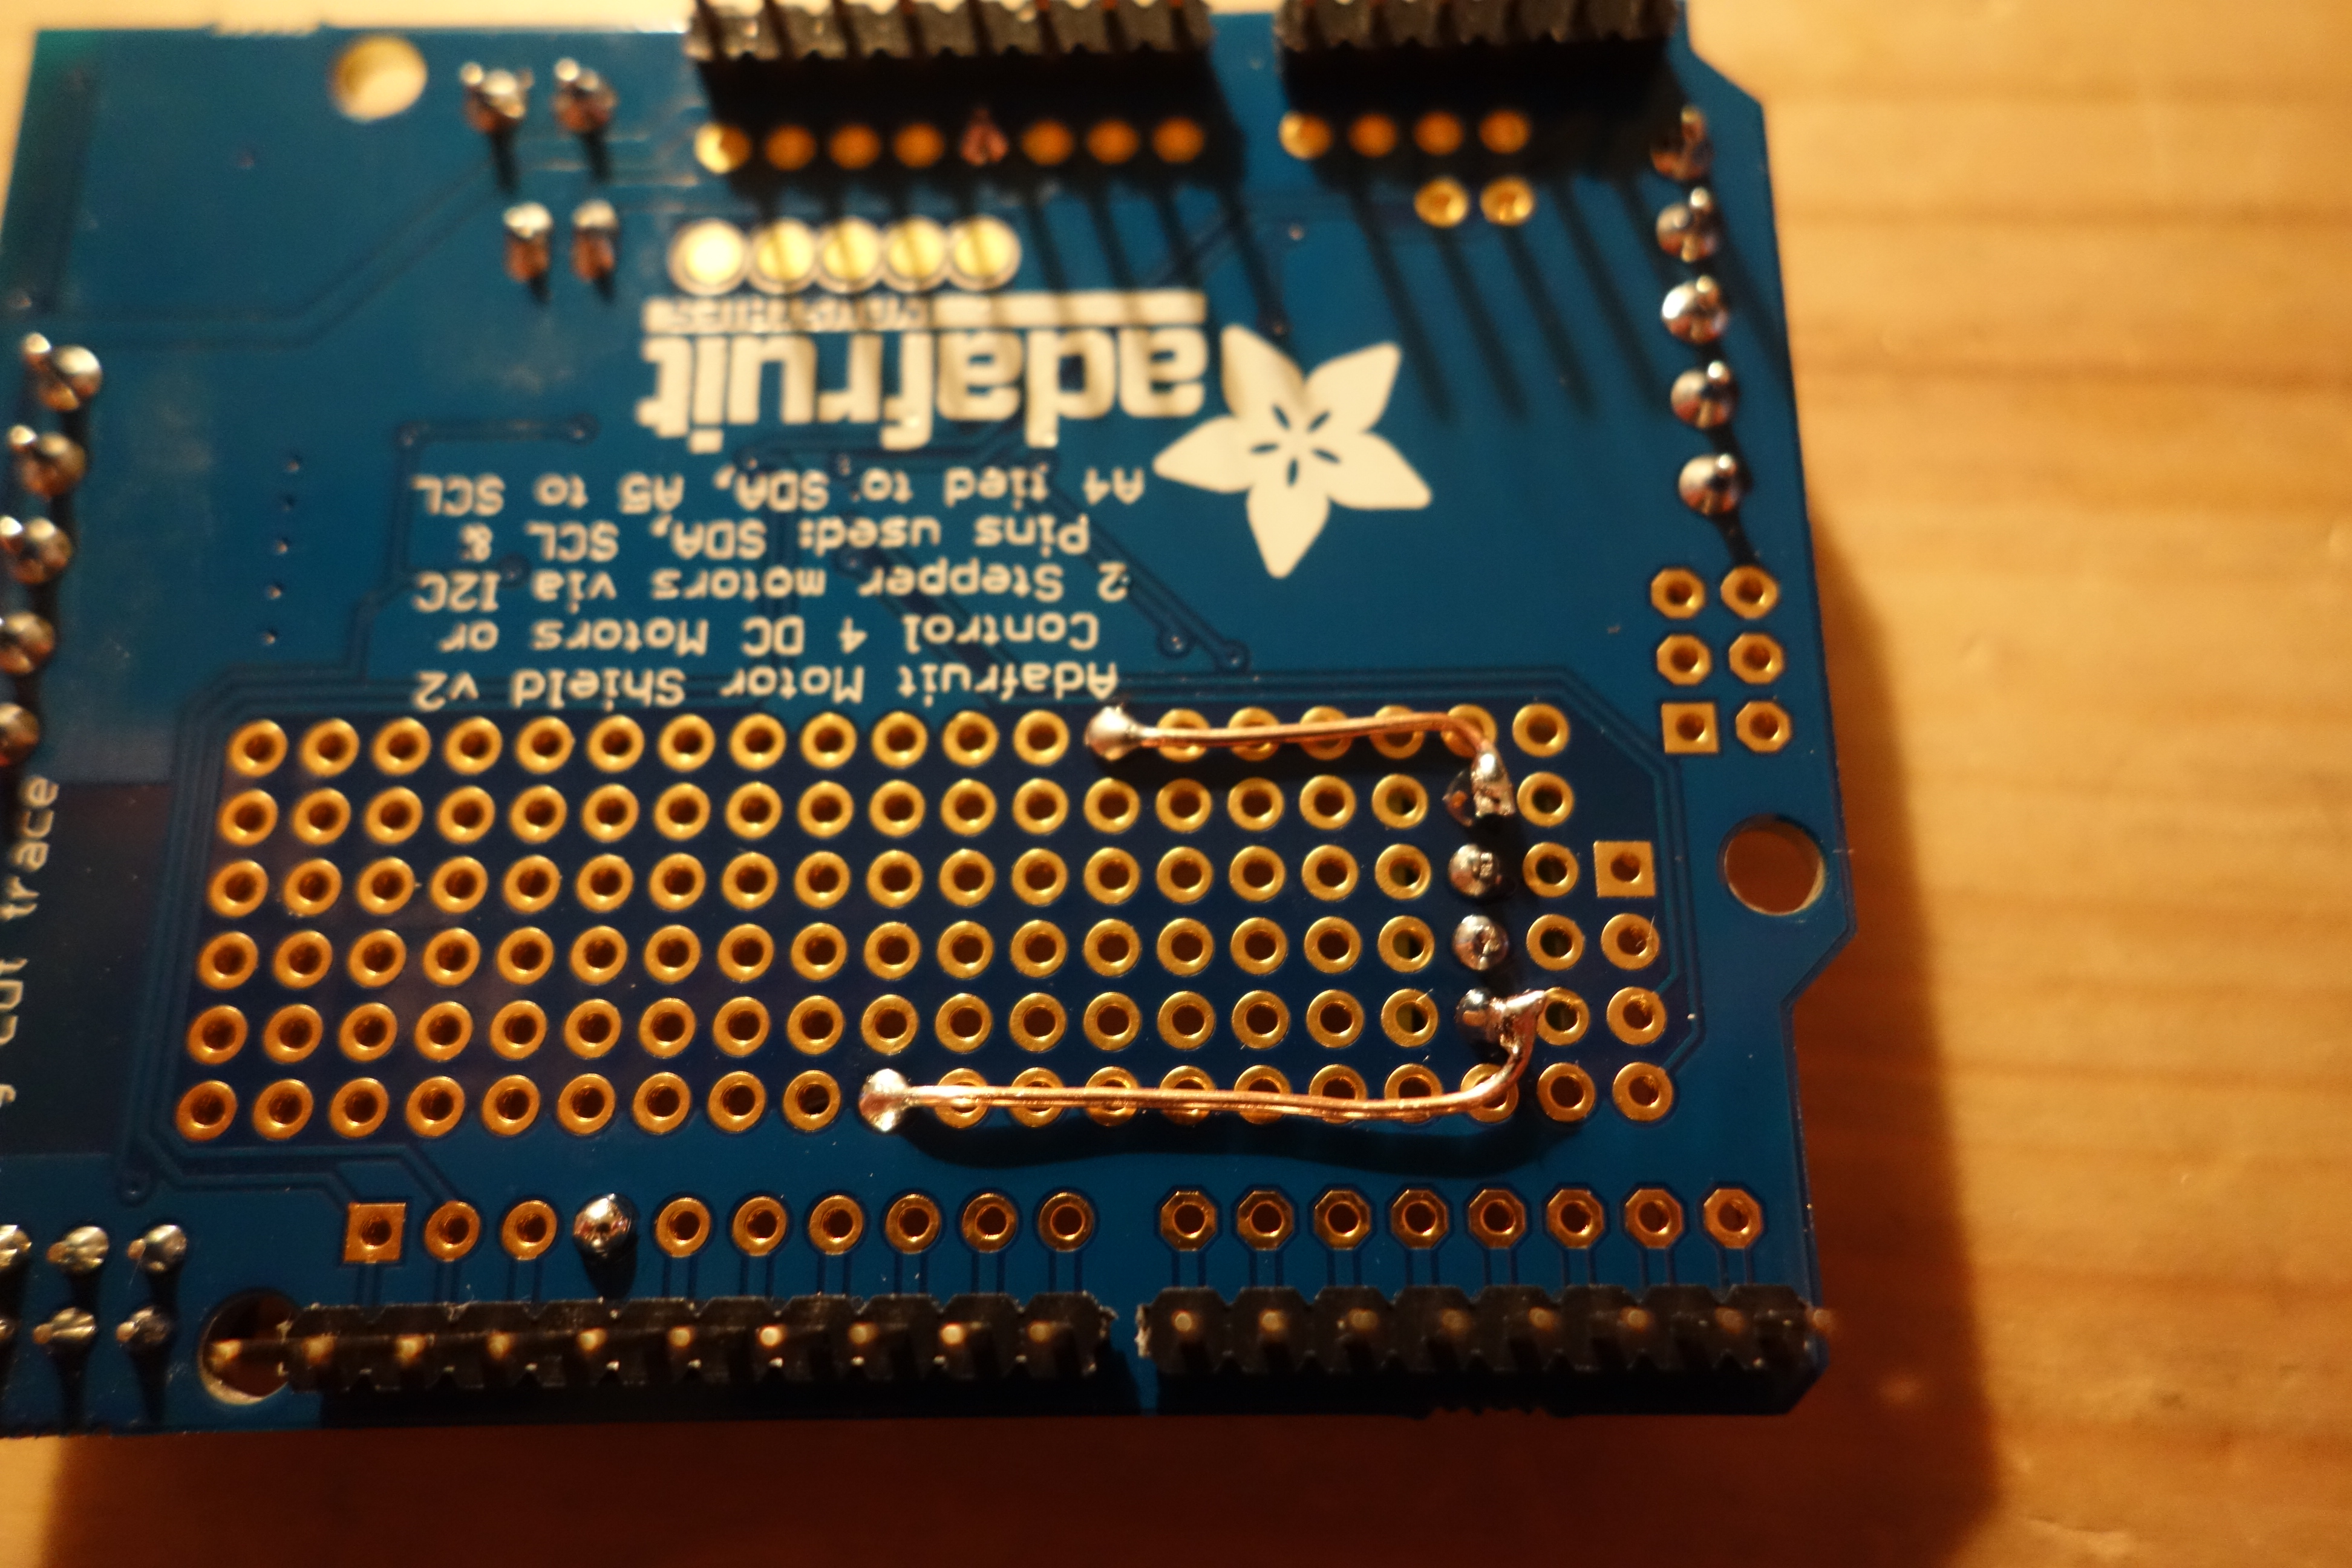 Adafruit Motor Shield v2
Control 4 DC Motors or
2 Stepper motors via I2C
Pins used: SDA, SCL &
A4 tied to SDA, A5 to SCL
adafruit
cut trace